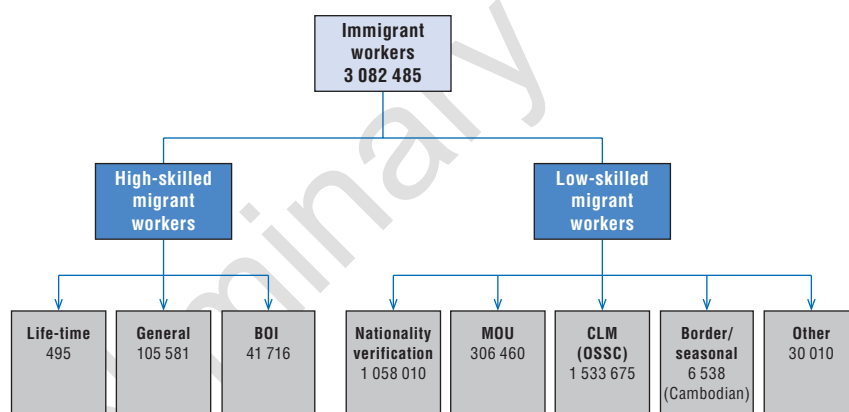 Immigrant
workers
3 082 485
High-skilled
migrant
workers
Low-skilled
migrant
workers
Life-time
495
General
105 581
BOI
41 716
Nationality
verification
1 058 010
MOU
306 460
CLM
(OSSC)
1 533 675
Border/
seasonal
6 538
(Cambodian)
Other
30 010
minary